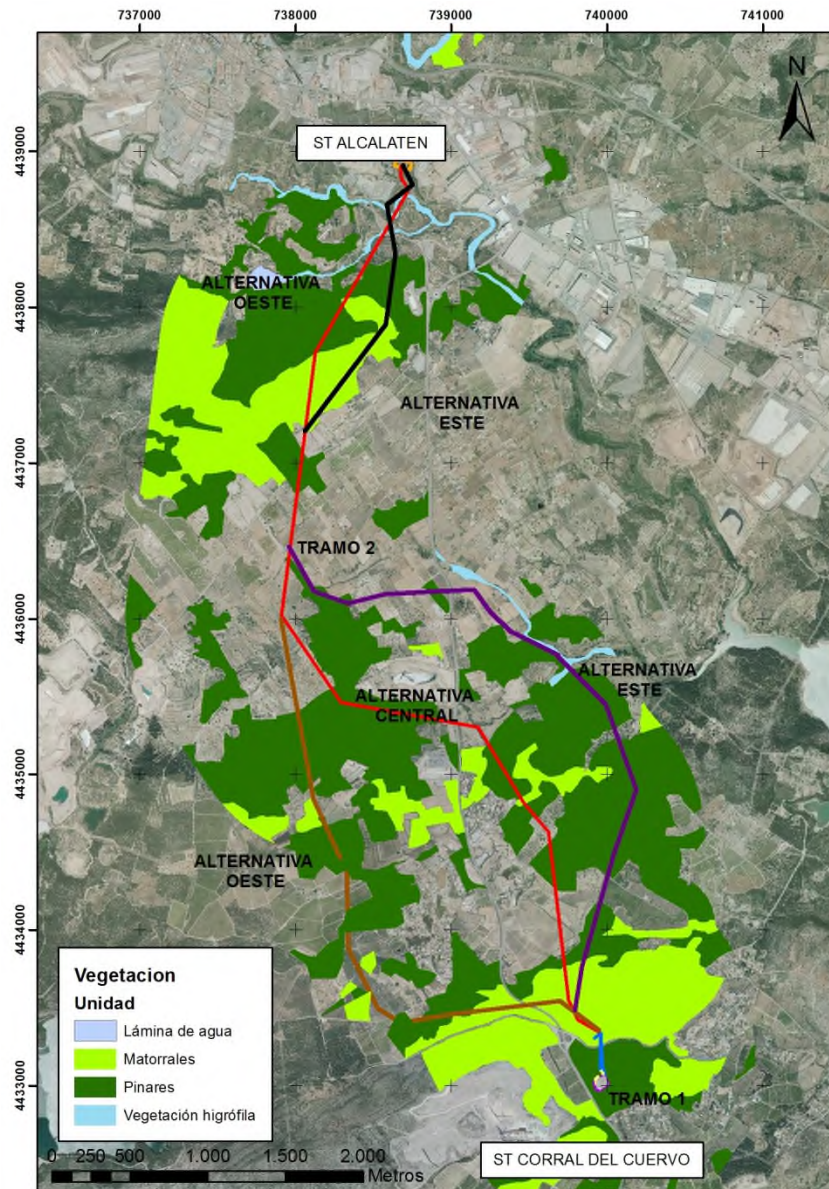 737000 738000 739000 740000 741000
N
4439000
ST ALCALATEN
ALTERNATIVA
OESTE
4438000
ALTERNATIVA
ESTE
4437000
TRAMO 2
4436000
ALTERNATIVA
ESTE
ALTERNATIVA
CENTRAL
4435000
ALTERNATIVA
OESTE
4434000
Vegetacion
Unidad
Lámina de agua
Matorrales
Pinares
Vegetación higrófila
4433000
TRAMO 1
ST CORRAL DEL CUERVO
0 250 500 1.000 1.500 2.000
Metros